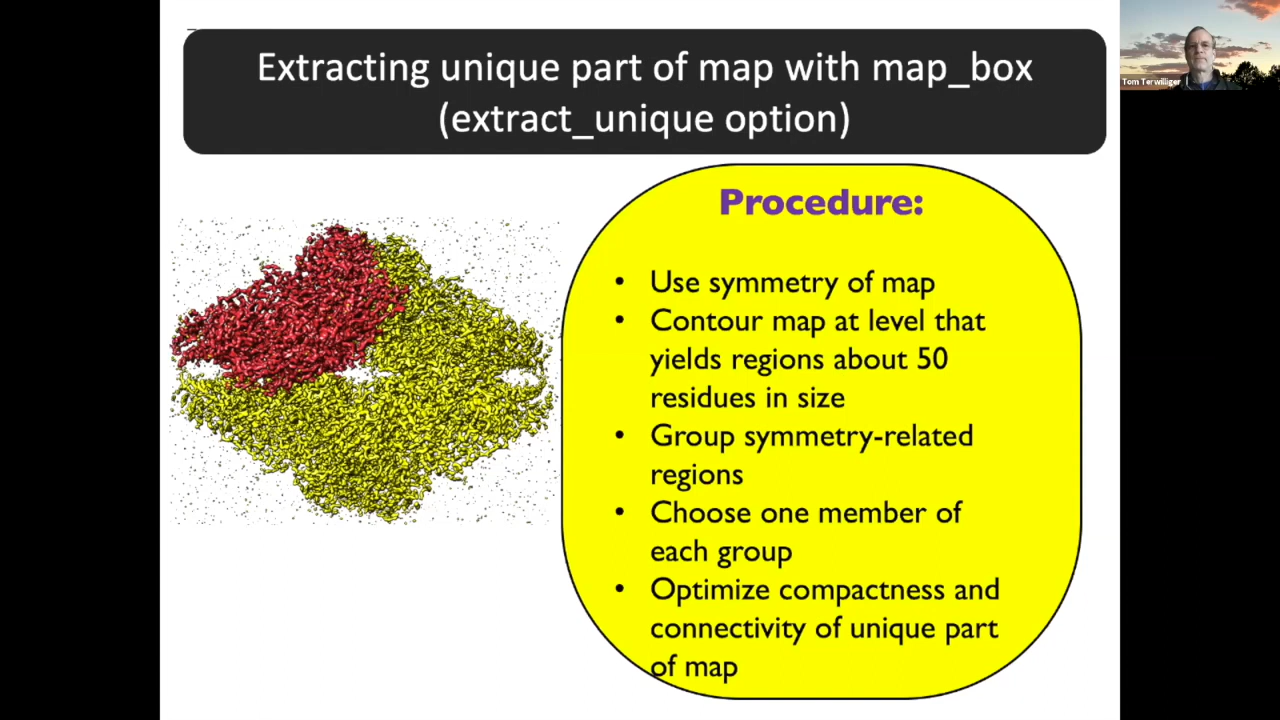 Extracting unique part of map with map_box
(extract_unique option)
Tom Terwilliger
Procedure:
• Use symmetry of map
• Contour map at level that
yields regions about 50
residues in size
• Group symmetry-related
regions
• Choose one member of
each group
• Optimize compactness and
connectivity of unique part
of map